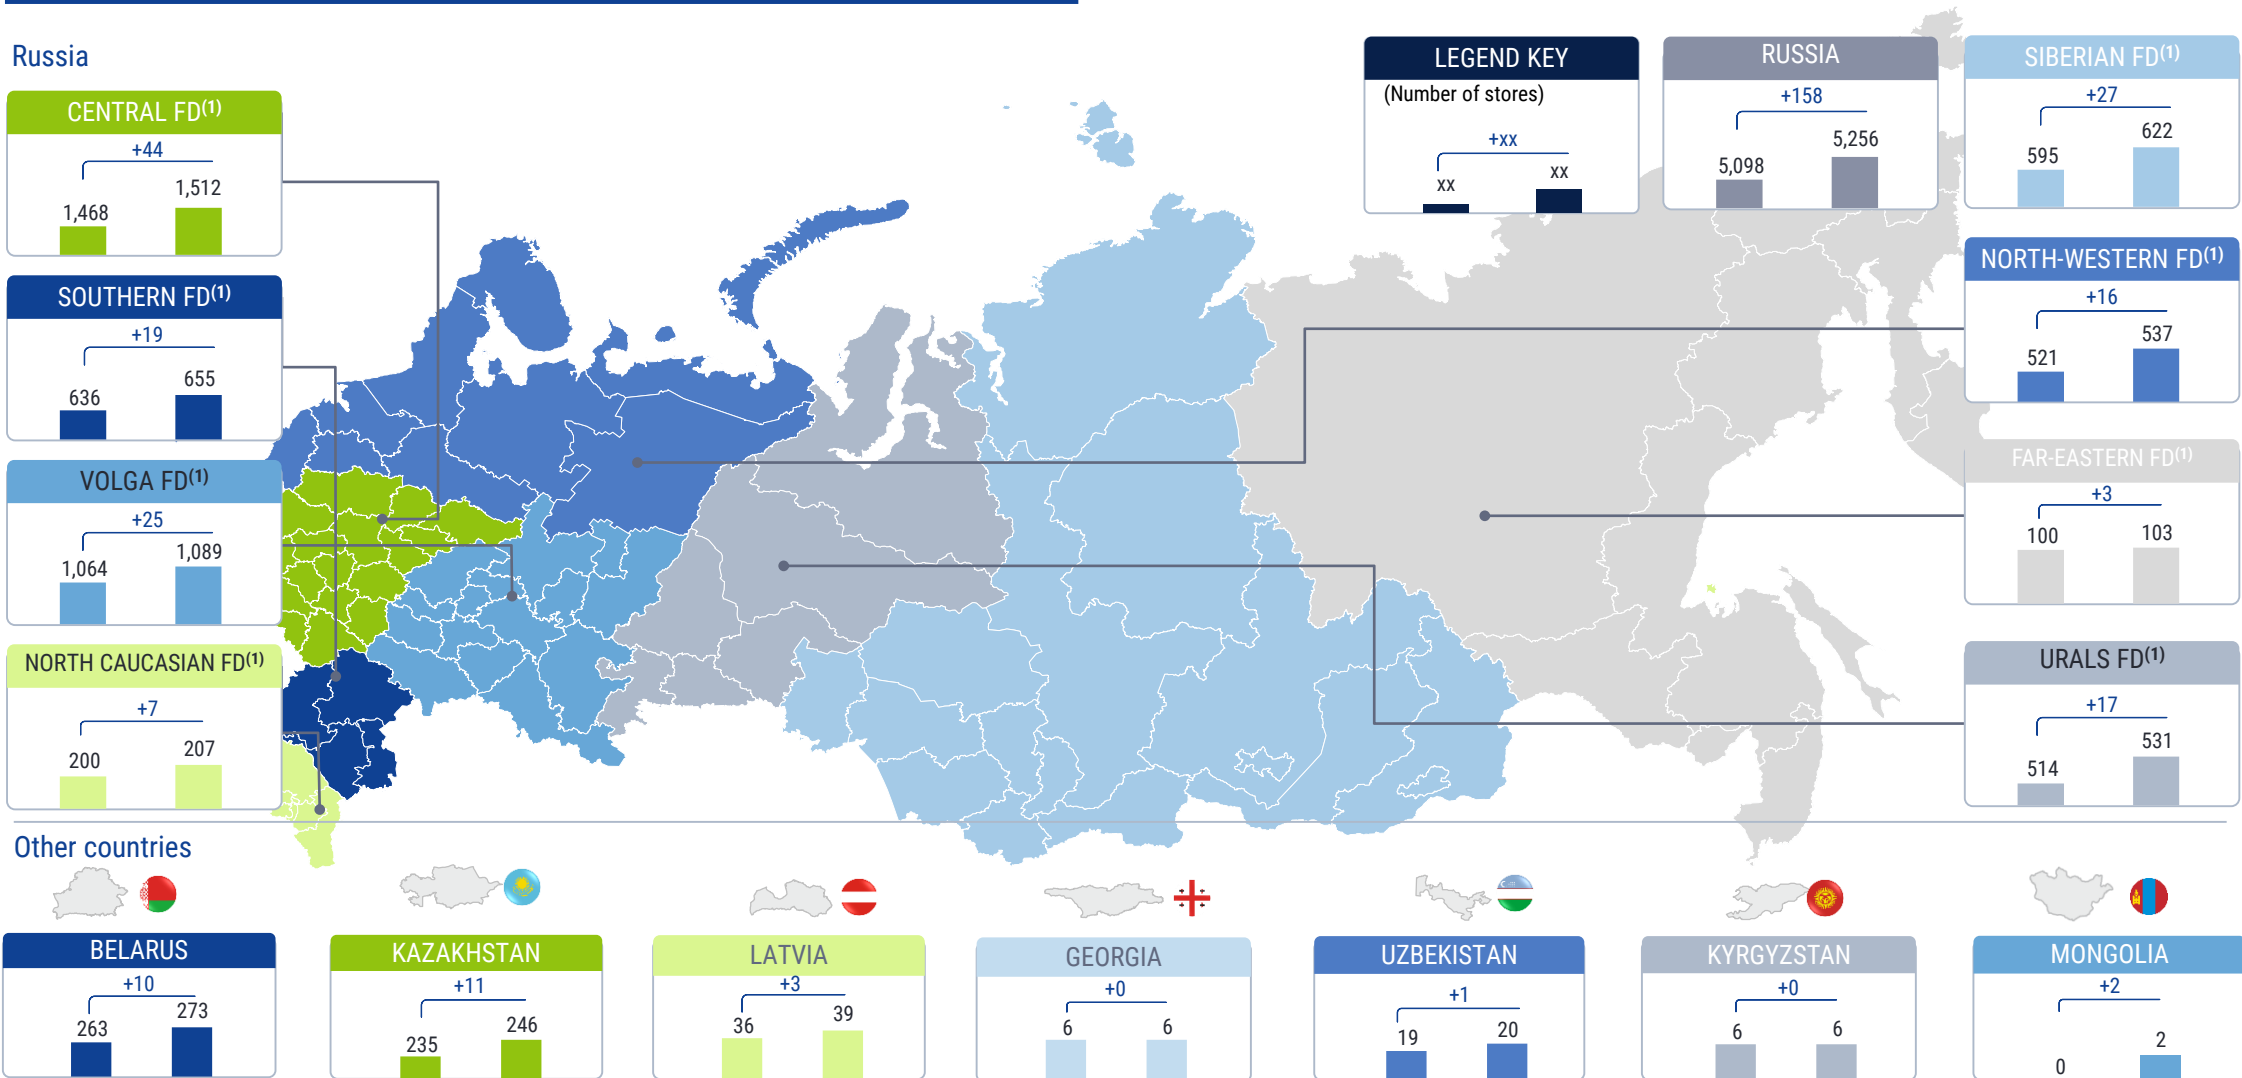 Russia
CENTRAL FD(1)
+44
1,468
1,512
SOUTHERN FD(1)
+19
636
655
VOLGA FD(1)
+25
1,064
1,089
NORTH CAUCASIAN FD(1)
+7
200
207
LEGEND KEY
(Number of stores)
+xx
xx
xx
RUSSIA
+158
5,098
5,256
SIBERIAN FD(1)
+27
595
622
NORTH-WESTERN FD(1)
+16
521
537
FAR-EASTERN FD(1)
+3
100
103
URALS FD(1)
+17
514
531
Other countries
BELARUS
+10
263
273
KAZAKHSTAN
+11
235
246
LATVIA
+3
36
39
GEORGIA
+0
6
6
UZBEKISTAN
+1
19
20
KYRGYZSTAN
+0
6
6
MONGOLIA
+2
0
2